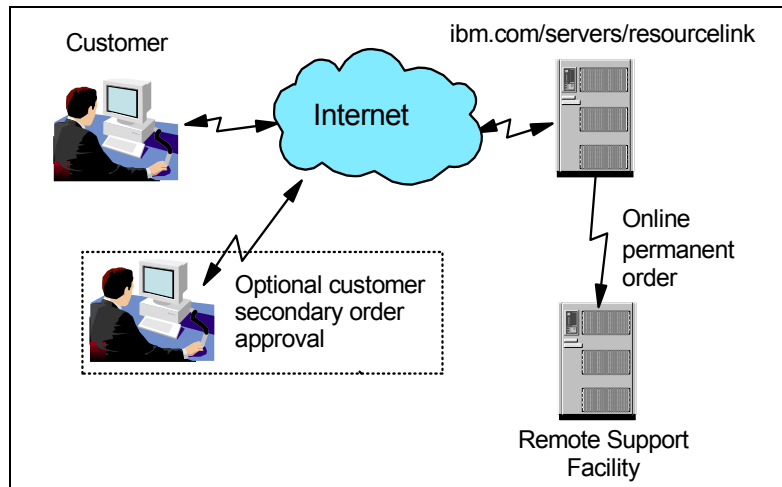 Customer
ibm.com/servers/resourcelink
Internet
Online
permanent
order
Optional customer
secondary order
approval
Remote Support
Facility